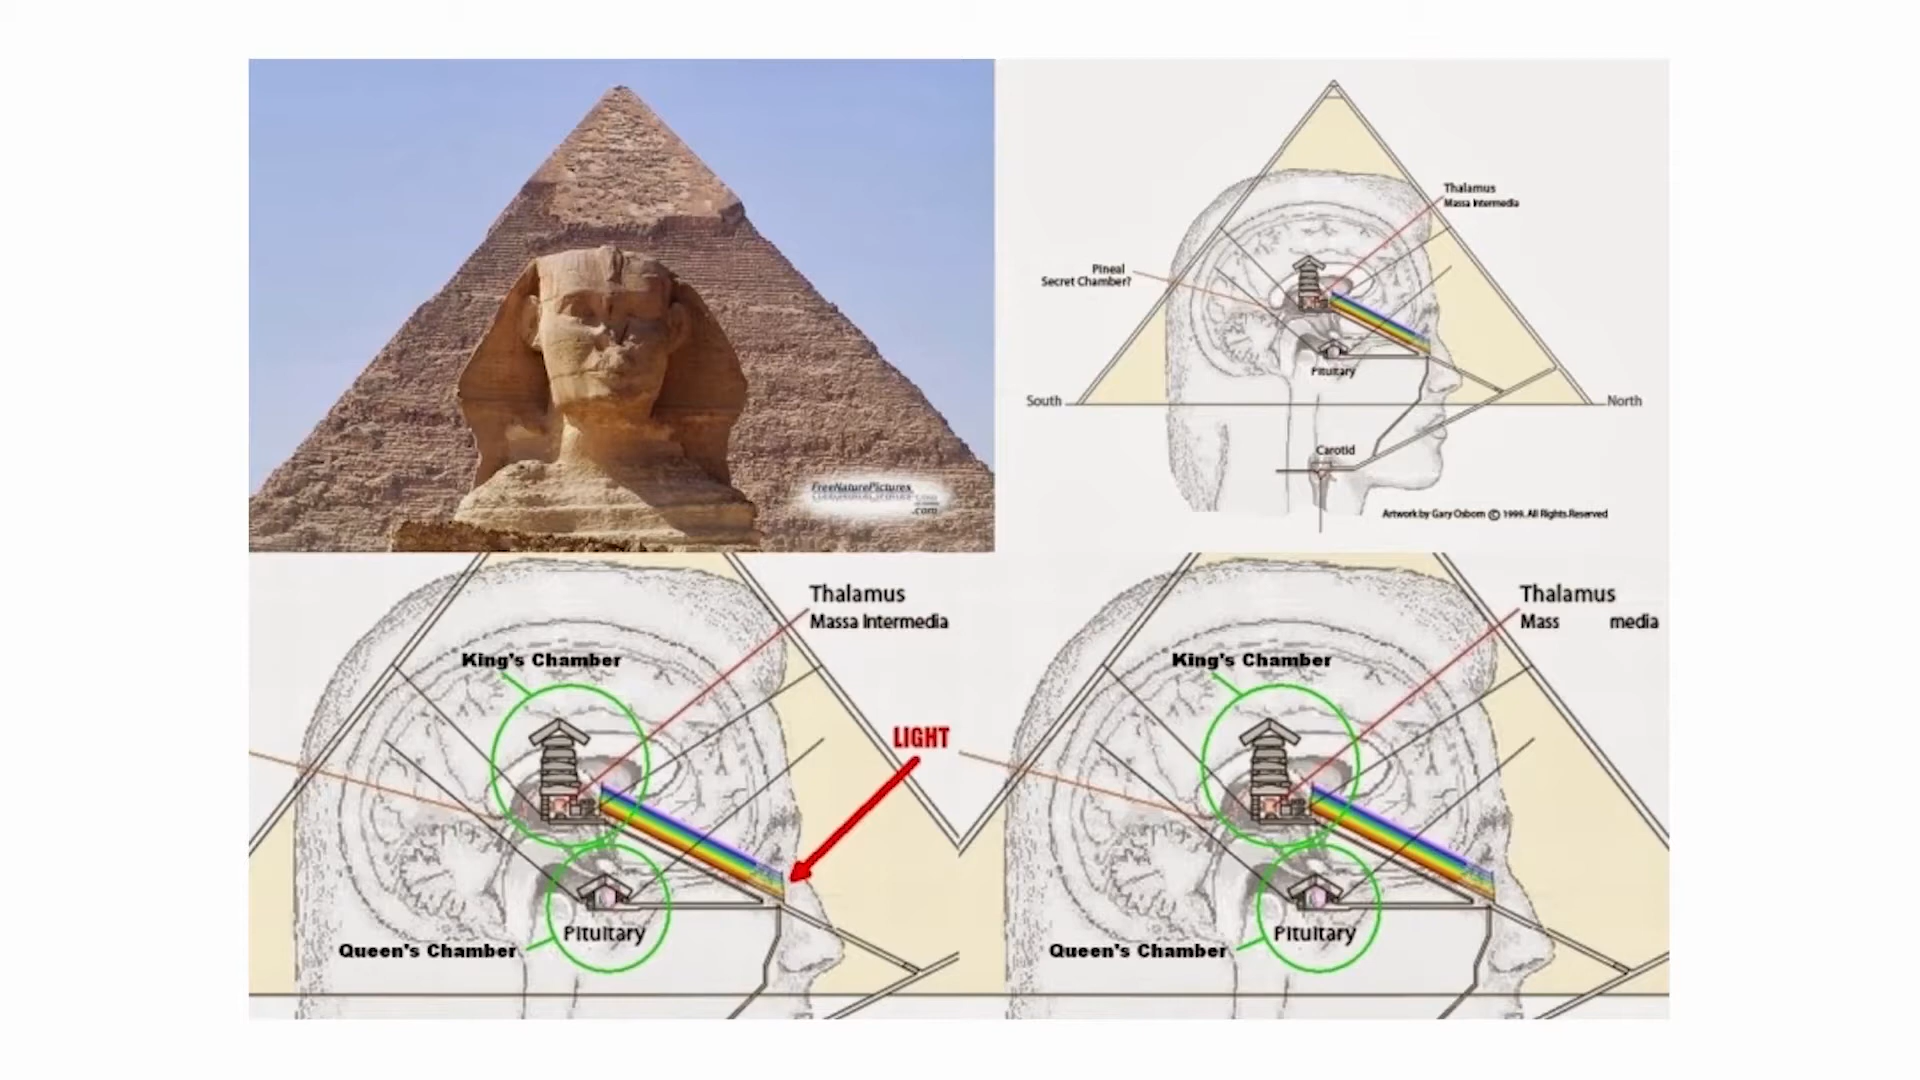 FreeNaturePictures
.com
Thalamus
Massa Intermedia
Pineal
Secret Chamber?
Pituitary
South
North
Carotid
Artwork by Gary Osborn © 1999. All Rights Reserved
Thalamus
Massa Intermedia
King's Chamber
LIGHT
Pituitary
Queen's Chamber
Thalamus
Mass media
King's Chamber
Pituitary
Queen's Chamber